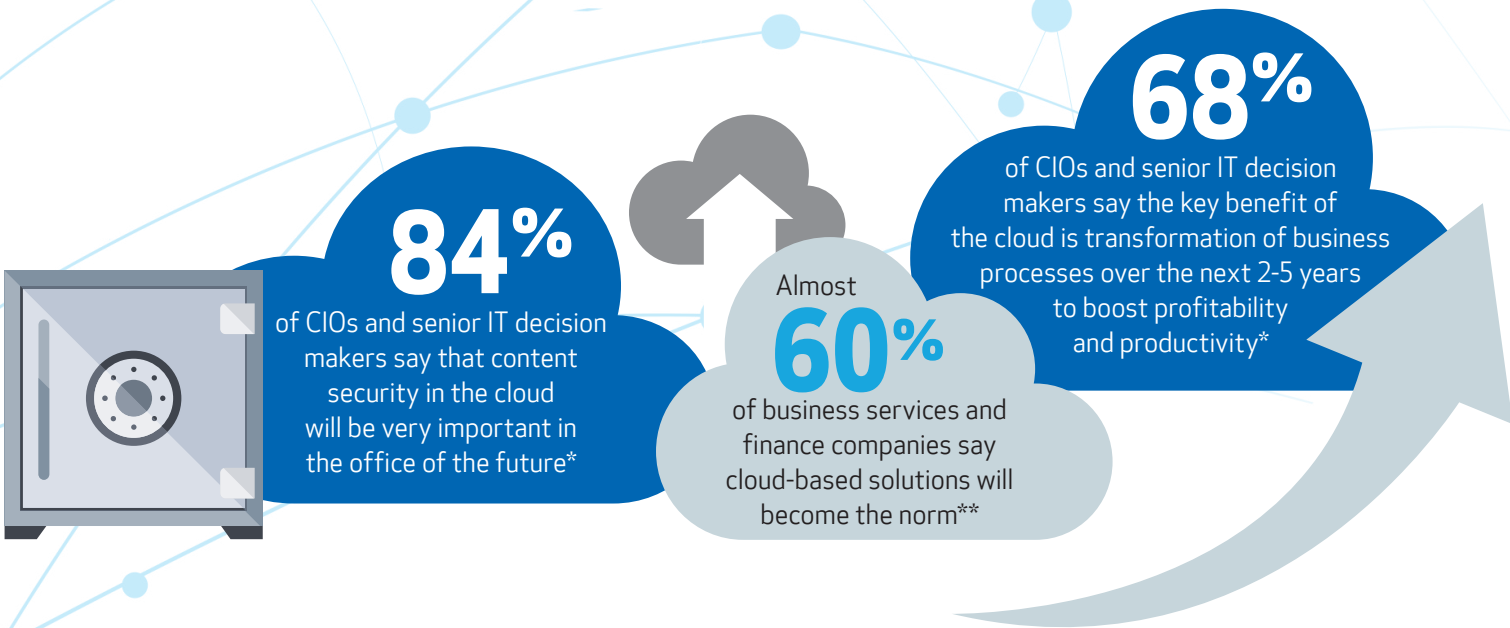 84%
of CIOs and senior IT decision
makers say that content
security in the cloud
will be very important in
the office of the future*
Almost
60%
of business services and
finance companies say
cloud-based solutions will
become the norm**
68%
of CIOs and senior IT decision
makers say the key benefit of
the cloud is transformation of business
processes over the next 2-5 years
to boost profitability
and productivity*